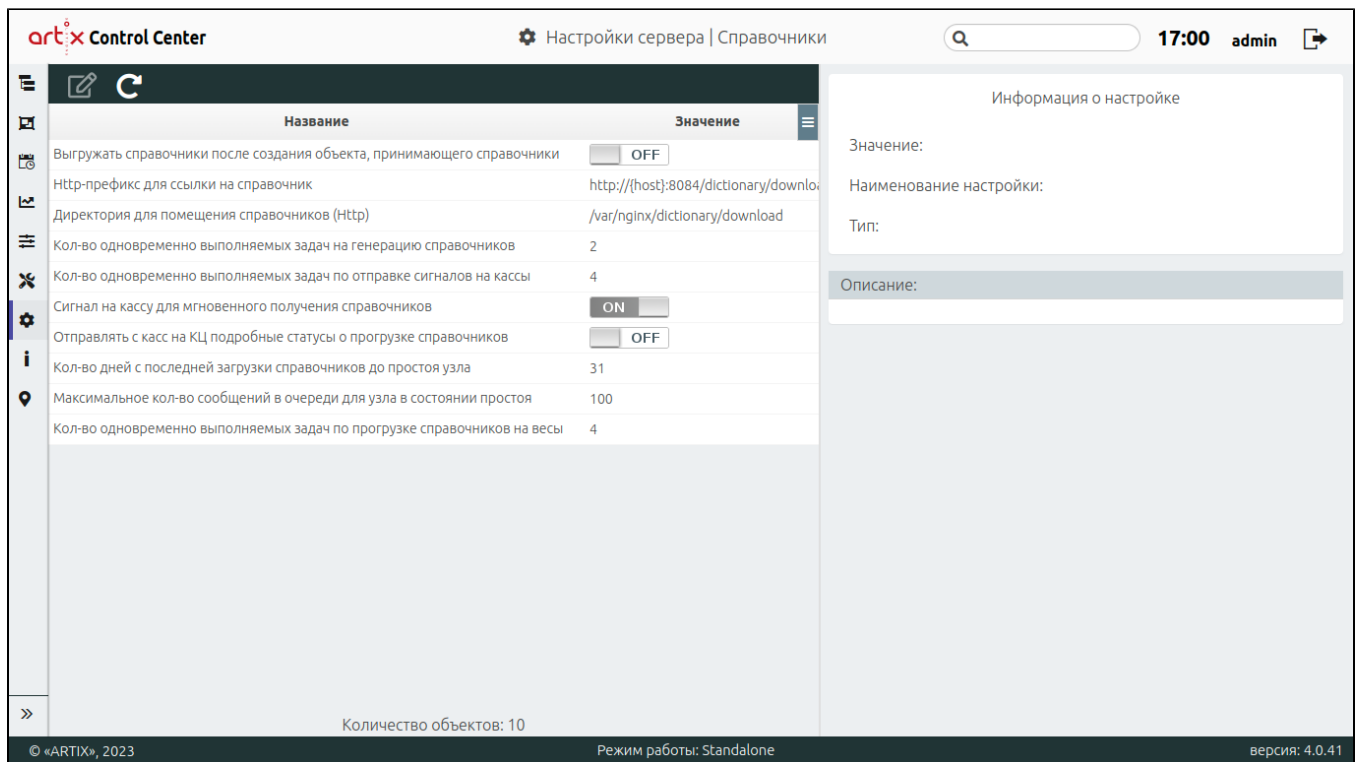 artix Control Center
Настройки сервера | Справочники
17:00
admin
Название
Значение
Выгружать справочники после создания объекта, принимающего справочники
OFF
Http-префикс для ссылки на справочник
http://{host}:8084/dictionary/downlo
Директория для помещения справочников (Http)
/var/nginx/dictionary/download
Кол-во одновременно выполняемых задач на генерацию справочников
2
Кол-во одновременно выполняемых задач по отправке сигналов на кассы
4
Сигнал на кассу для мгновенного получения справочников
ON
Отправлять с касс на КЦ подробные статусы о прогрузке справочников
OFF
Кол-во дней с последней загрузки справочников до простоя узла
31
Максимальное кол-во сообщений в очереди для узла в состоянии простоя
100
Кол-во одновременно выполняемых задач по прогрузке справочников на весы
4
Количество объектов: 10
Информация о настройке
Значение:
Наименование настройки:
Тип:
Описание:
© «ARTIX», 2023
Режим работы: Standalone
версия: 4.0.41